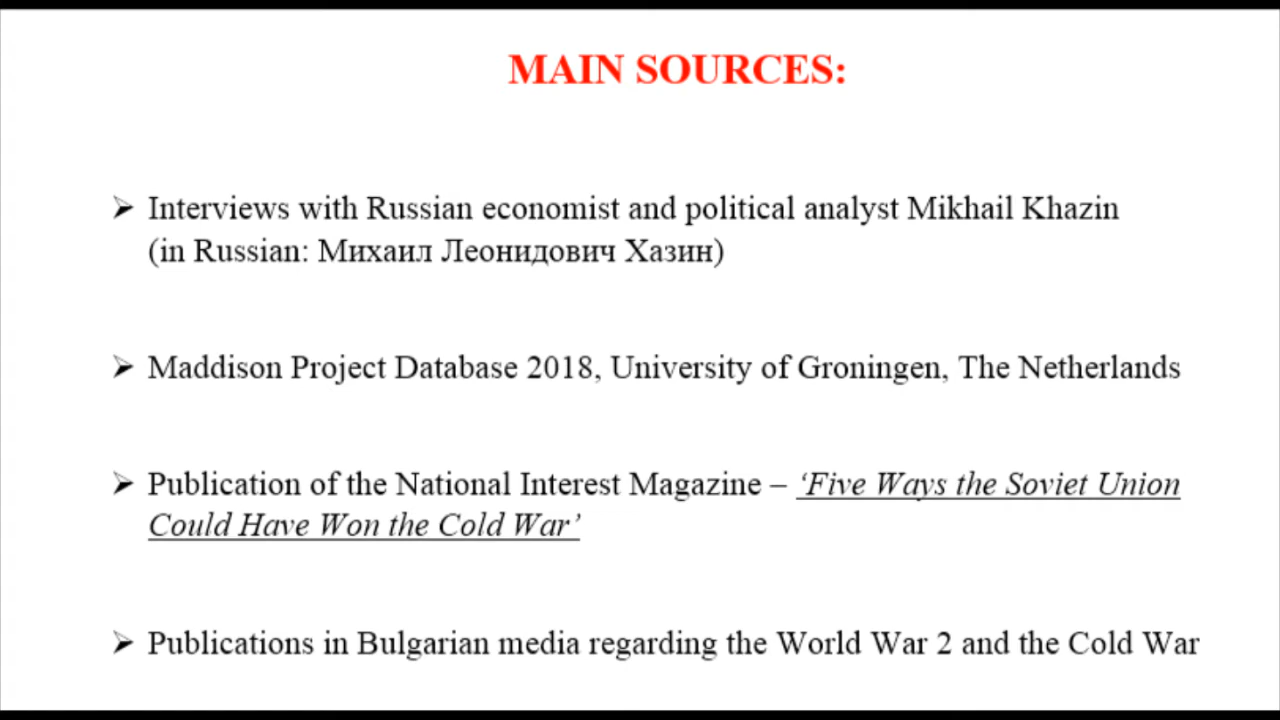 MAIN SOURCES:
➢ Interviews with Russian economist and political analyst Mikhail Khazin
(in Russian: Михаил Леонидович Хазин)
➢ Maddison Project Database 2018, University of Groningen, The Netherlands
➢ Publication of the National Interest Magazine – ‘Five Ways the Soviet Union
Could Have Won the Cold War’
➢ Publications in Bulgarian media regarding the World War 2 and the Cold War